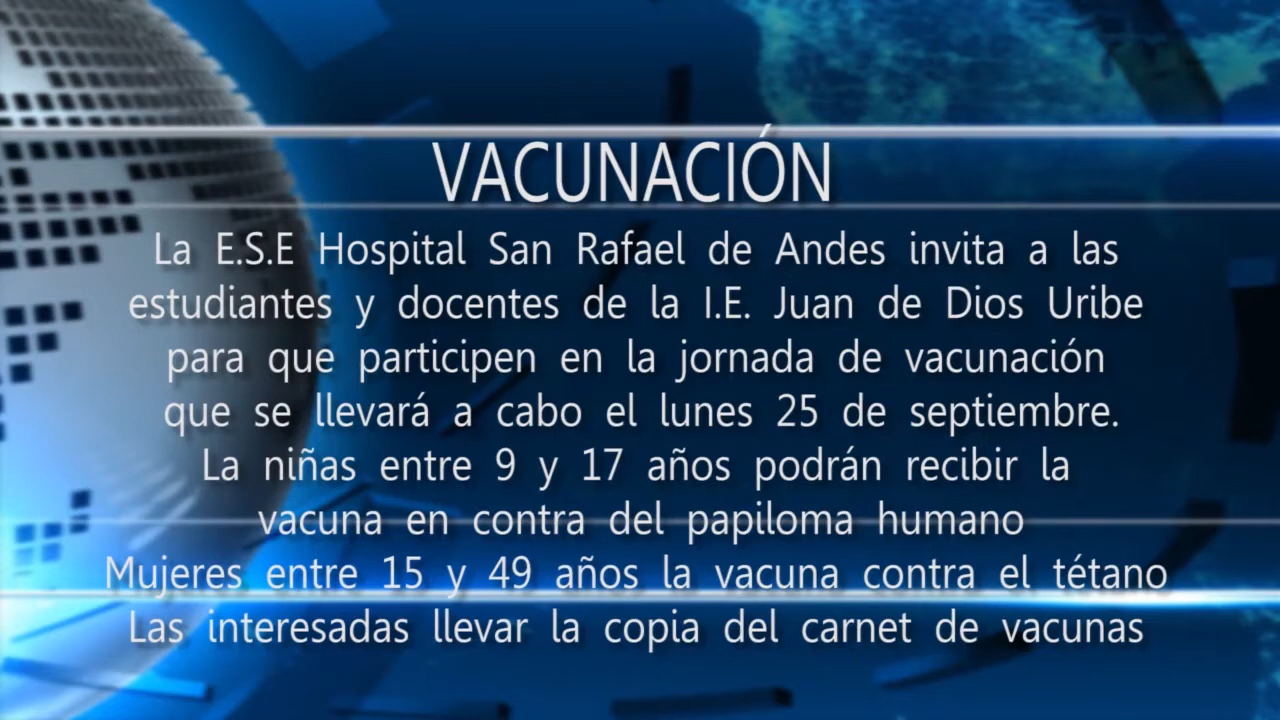 VACUNACIÓN
La E.S.E Hospital San Rafael de Andes invita a las
estudiantes y docentes de la I.E. Juan de Dios Uribe
para que participen en la jornada de vacunación
que se llevará a cabo el lunes 25 de septiembre.
La niñas entre 9 y 17 años podrán recibir la
vacuna en contra del papiloma humano
Mujeres entre 15 y 49 años la vacuna contra el tétano
Las interesadas llevar la copia del carnet de vacunas